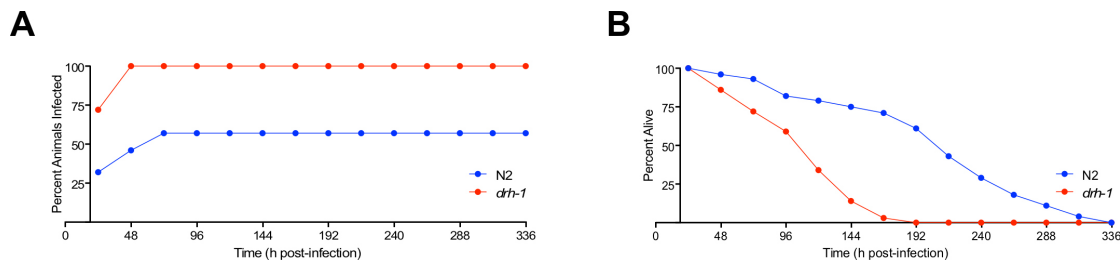 A
Percent Animals Infected
100
75
50
25
0 48 96 144 192 240 288 336
Time (h post-infection)
N2
drh-1
B
Percent Alive
100
75
50
25
0 48 96 144 192 240 288 336
Time (h post-infection)
N2
drh-1